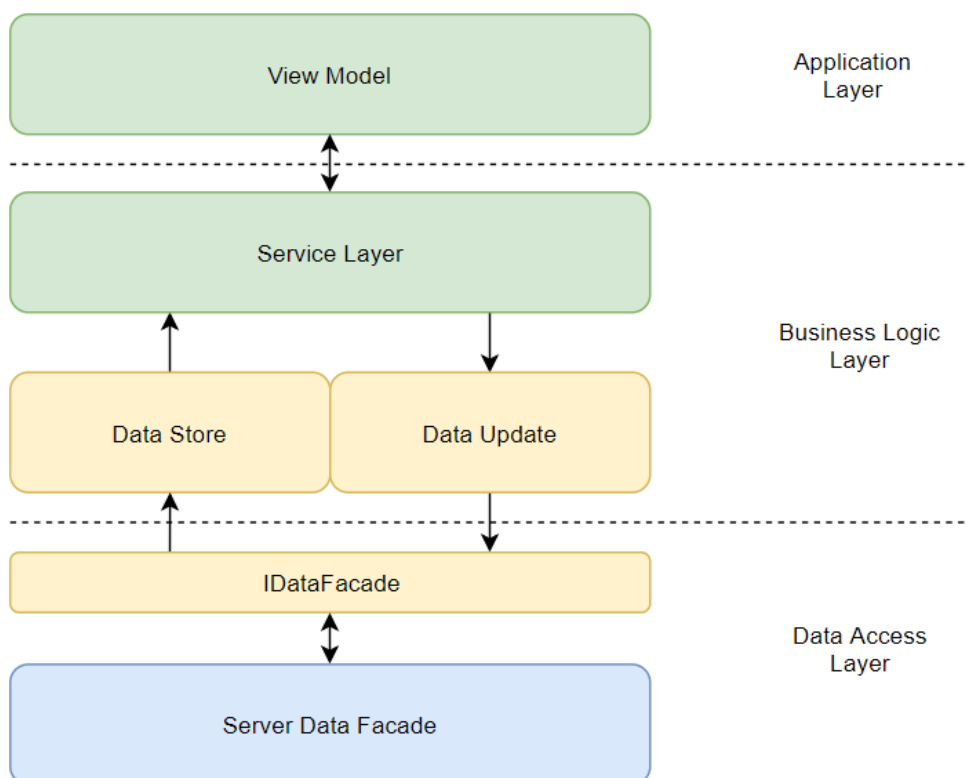 View Model
Application
Layer
Service Layer
Business Logic
Layer
Data Store
Data Update
IDataFacade
Data Access
Layer
Server Data Facade